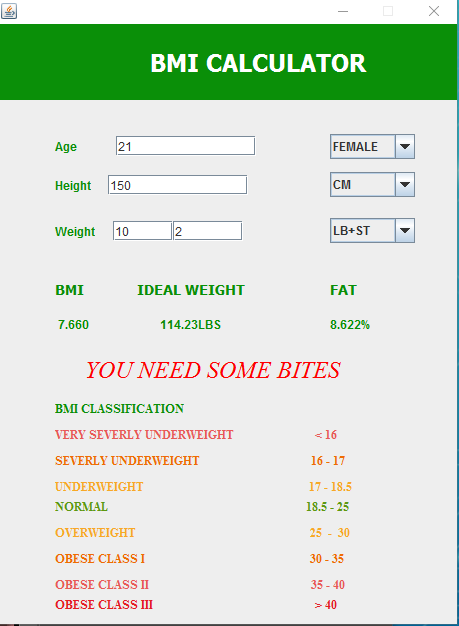 BMI CALCULATOR
Age 21 FEMALE
Height 150 CM
Weight 10 2 LB+ST
BMI IDEAL WEIGHT FAT
7.660 114.23LBS 8.622%
YOU NEED SOME BITES
BMI CLASSIFICATION
VERY SEVERLY UNDERWEIGHT < 16
SEVERLY UNDERWEIGHT 16 - 17
UNDERWEIGHT 17 - 18.5
NORMAL 18.5 - 25
OVERWEIGHT 25 - 30
OBESE CLASS I 30 - 35
OBESE CLASS II 35 - 40
OBESE CLASS III > 40